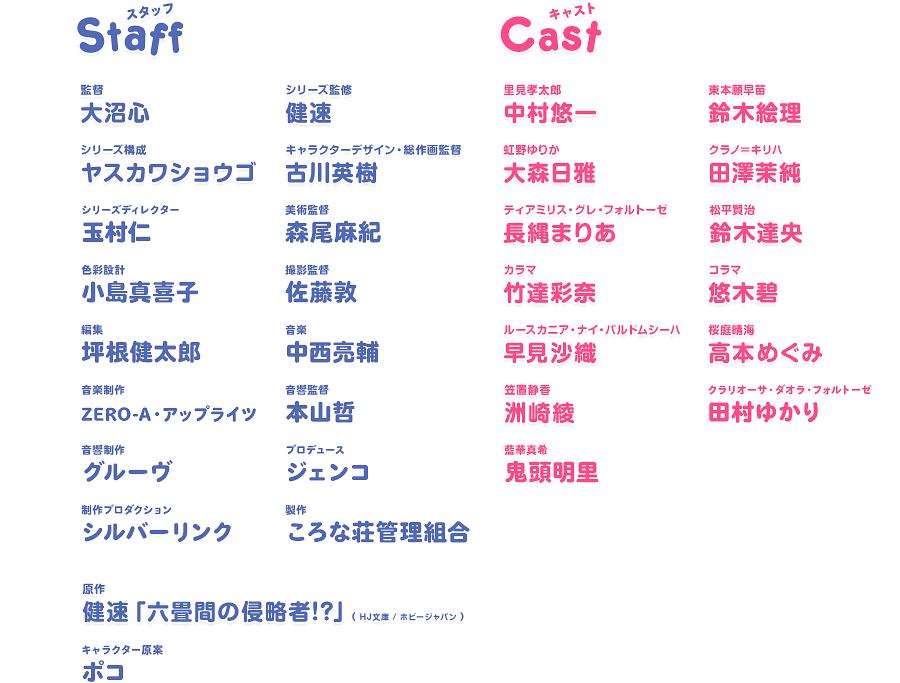 スタッフ
Staff
監督
大沼心
シリーズ監修
健速
シリーズ構成
ヤスカワショウゴ
キャラクターデザイン・総作画監督
古川英樹
シリーズディレクター
玉村仁
美術監督
森尾麻紀
色彩設計
小島真喜子
撮影監督
佐藤敦
編集
坪根健太郎
音楽
中西亮輔
音楽制作
ZERO-A・アップライツ
音響監督
本山哲
音響制作
グルーヴ
プロデュース
ジェンコ
制作プロダクション
シルバーリンク
製作
ころな荘管理組合
原作
健速「六畳間の侵略者!?」（ HJ文庫 / ホビージャパン ）
キャラクター原案
ポコ
キャスト
Cast
里見孝太郎
中村悠一
東本願早苗
鈴木絵理
虹野ゆりか
大森日雅
クラノ＝キリハ
田澤茉純
ティアミリス・グレ・フォルトーゼ
長縄まりあ
松平賢治
鈴木達央
カラマ
竹達彩奈
コラマ
悠木碧
ルースカニア・ナイ・パルドムシーハ
早見沙織
桜庭晴海
高本めぐみ
笠置静香
洲崎綾
クラリオーサ・ダオラ・フォルトーゼ
田村ゆかり
藍華真希
鬼頭明里